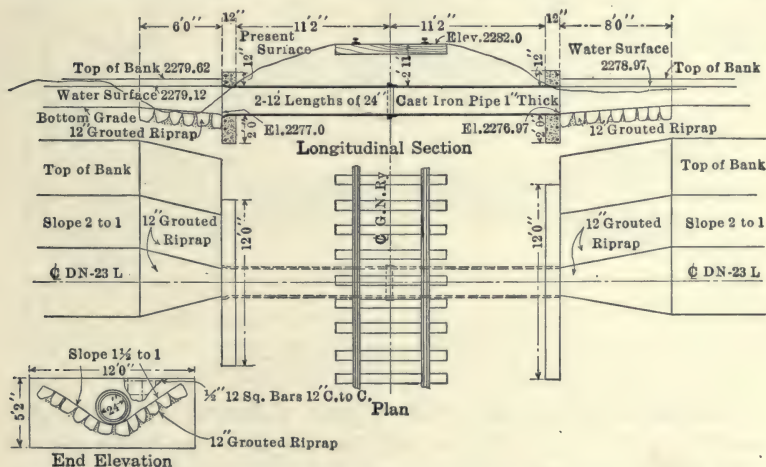 6'0" 12" 11'2" 11'2" 12" 8'0"
Present
Surface
Elev.2282.0
Water Surface
2278.97
Top of Bank
Top of Bank 2279.62
12"
2'11"
12"
Water Surface 2279.12
2-12' Lengths of 24" Cast Iron Pipe 1" Thick
Bottom Grade
12" Grouted Riprap
El.2277.0
El.2276.97
12" Grouted Riprap
2'0"
2'0"
Longitudinal Section
Top of Bank
Top of Bank
℄ G.N.Ry
Slope 2 to 1
12" Grouted
Riprap
12'0"
12'0"
12" Grouted
Riprap
Slope 2 to 1
℄ DN-23 L
℄ DN-23 L
Slope 1½ to 1
12'0"
½" 12 Sq. Bars 12" C. to C.
5'2"
24"
12" Grouted Riprap
Plan
End Elevation